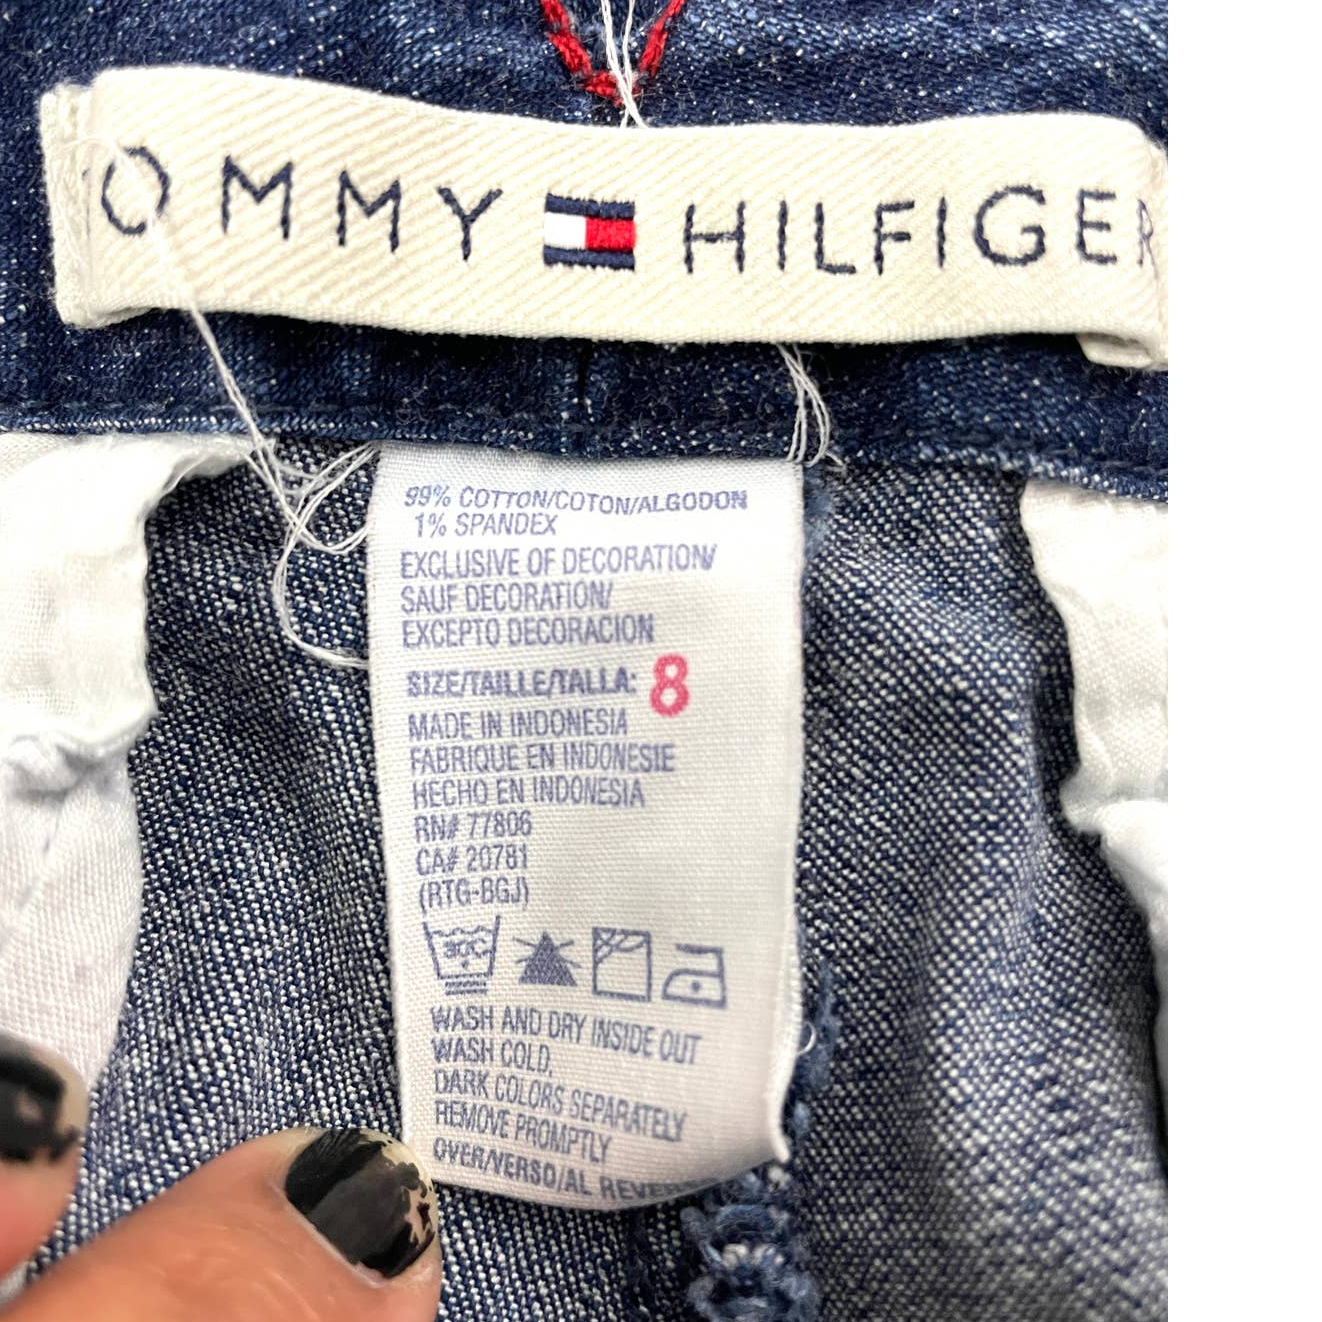 OMMY HILFIGER
99% COTTON/COTON/ALGODON
1% SPANDEX
EXCLUSIVE OF DECORATION/
SAUF DECORATION/
EXCEPTO DECORACION
SIZE/TAILLE/TALLA: 8
MADE IN INDONESIA
FABRIQUE EN INDONESIE
HECHO EN INDONESIA
RN# 77806
CA# 20781
(RTG-BGJ)
30C
WASH AND DRY INSIDE OUT
WASH COLD,
DARK COLORS SEPARATELY
REMOVE PROMPTLY
OVER/VERSO/AL